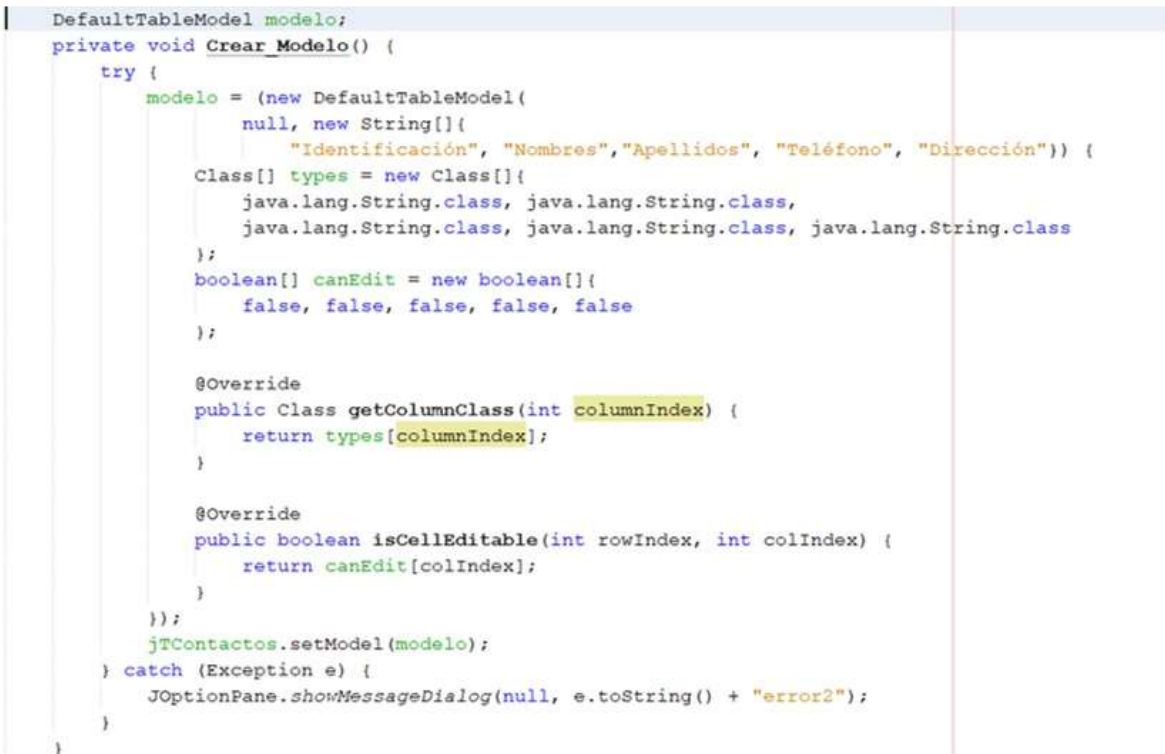 DefaultTableModel modelo;
private void Crear_Modelo() {
try {
modelo = (new DefaultTableModel(
null, new String[]{
"Identificación", "Nombres","Apellidos", "Teléfono", "Dirección"}) {
Class[] types = new Class[]{
java.lang.String.class, java.lang.String.class,
java.lang.String.class, java.lang.String.class, java.lang.String.class
};
boolean[] canEdit = new boolean[]{
false, false, false, false, false
};
@Override
public Class getColumnClass(int columnIndex) {
return types[columnIndex];
}
@Override
public boolean isCellEditable(int rowIndex, int colIndex) {
return canEdit[colIndex];
}
});
jTContactos.setModel(modelo);
} catch (Exception e) {
JOptionPane.showMessageDialog(null, e.toString() + "error2");
}
}